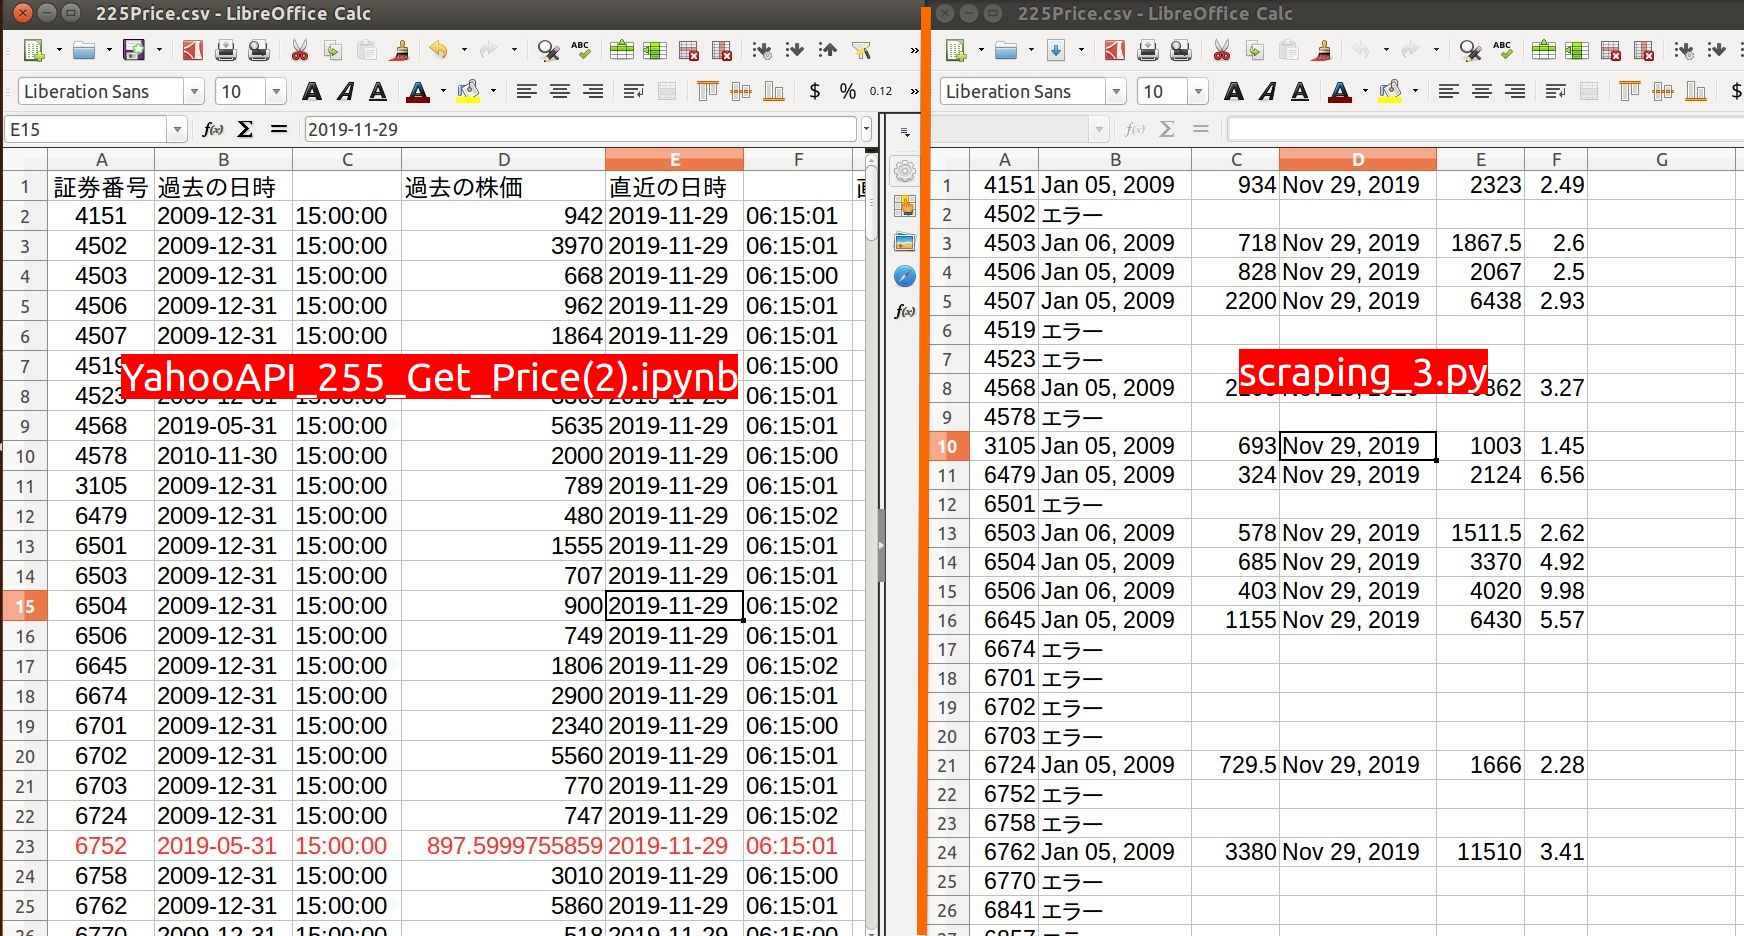 225Price.csv - LibreOffice Calc
Liberation Sans 10 $ % 0.12
E15 f(x) Σ = 2019-11-29
A B C D E F
1 証券番号 過去の日時 過去の株価 直近の日時
2 4151 2009-12-31 15:00:00 942 2019-11-29 06:15:01
3 4502 2009-12-31 15:00:00 3970 2019-11-29 06:15:01
4 4503 2009-12-31 15:00:00 668 2019-11-29 06:15:00
5 4506 2009-12-31 15:00:00 962 2019-11-29 06:15:01
6 4507 2009-12-31 15:00:00 1864 2019-11-29 06:15:01
7 4519 06:15:00
YahooAPI_255_Get_Price(2).ipynb
8 4523 06:15:01
9 4568 2019-05-31 15:00:00 5635 2019-11-29 06:15:01
10 4578 2010-11-30 15:00:00 2000 2019-11-29 06:15:00
11 3105 2009-12-31 15:00:00 789 2019-11-29 06:15:01
12 6479 2009-12-31 15:00:00 480 2019-11-29 06:15:02
13 6501 2009-12-31 15:00:00 1555 2019-11-29 06:15:01
14 6503 2009-12-31 15:00:00 707 2019-11-29 06:15:01
15 6504 2009-12-31 15:00:00 900 2019-11-29 06:15:02
16 6506 2009-12-31 15:00:00 749 2019-11-29 06:15:01
17 6645 2009-12-31 15:00:00 1806 2019-11-29 06:15:02
18 6674 2009-12-31 15:00:00 2900 2019-11-29 06:15:01
19 6701 2009-12-31 15:00:00 2340 2019-11-29 06:15:00
20 6702 2009-12-31 15:00:00 5560 2019-11-29 06:15:01
21 6703 2009-12-31 15:00:00 770 2019-11-29 06:15:01
22 6724 2009-12-31 15:00:00 747 2019-11-29 06:15:02
23 6752 2019-05-31 15:00:00 897.5999755859 2019-11-29 06:15:01
24 6758 2009-12-31 15:00:00 3010 2019-11-29 06:15:00
25 6762 2009-12-31 15:00:00 5860 2019-11-29 06:15:01
26 6770 2009-12-31 15:00:00 518 2019-11-29 06:15:01
225Price.csv - LibreOffice Calc
Liberation Sans 10 $
f(x) Σ =
A B C D E F G
1 4151 Jan 05, 2009 934 Nov 29, 2019 2323 2.49
2 4502 エラー
3 4503 Jan 06, 2009 718 Nov 29, 2019 1867.5 2.6
4 4506 Jan 05, 2009 828 Nov 29, 2019 2067 2.5
5 4507 Jan 05, 2009 2200 Nov 29, 2019 6438 2.93
6 4519 エラー
7 4523 エラー
scraping_3.py
8 4568 Jan 05, 2009 Nov 29, 2019 3.27
9 4578 エラー
10 3105 Jan 05, 2009 693 Nov 29, 2019 1003 1.45
11 6479 Jan 05, 2009 324 Nov 29, 2019 2124 6.56
12 6501 エラー
13 6503 Jan 06, 2009 578 Nov 29, 2019 1511.5 2.62
14 6504 Jan 05, 2009 685 Nov 29, 2019 3370 4.92
15 6506 Jan 06, 2009 403 Nov 29, 2019 4020 9.98
16 6645 Jan 05, 2009 1155 Nov 29, 2019 6430 5.57
17 6674 エラー
18 6701 エラー
19 6702 エラー
20 6703 エラー
21 6724 Jan 05, 2009 729.5 Nov 29, 2019 1666 2.28
22 6752 エラー
23 6758 エラー
24 6762 Jan 05, 2009 3380 Nov 29, 2019 11510 3.41
25 6770 エラー
26 6841 エラー